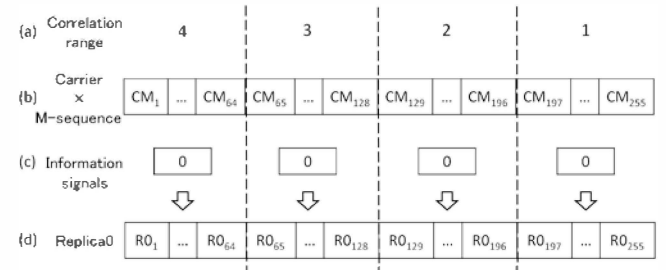 (a) Correlation range 4 3 2 1
(b) Carrier × M-sequence CM1 ... CM64 CM65 ... CM128 CM129 ... CM196 CM197 ... CM255
(c) Information signals 0 0 0 0
(d) Replica0 R01 ... R064 R065 ... R0128 R0129 ... R0196 R0197 ... R0255